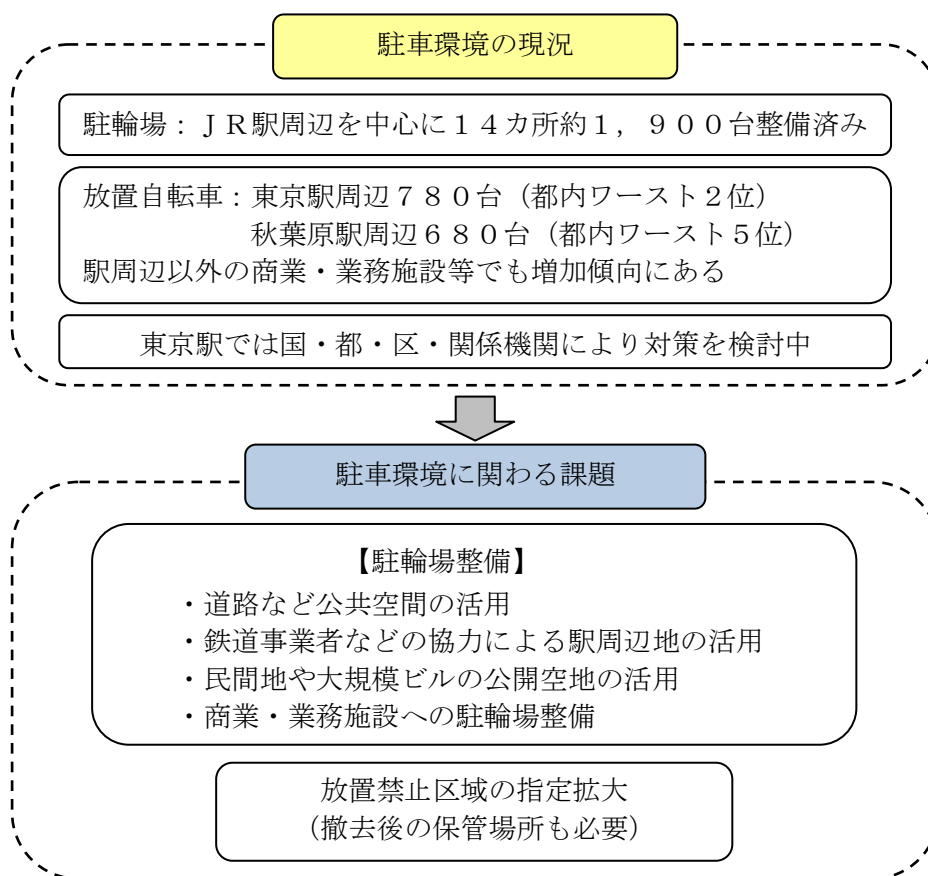 駐車環境の現況
駐輪場：ＪＲ駅周辺を中心に１４カ所約１，９００台整備済み
放置自転車：東京駅周辺７８０台（都内ワースト２位）
秋葉原駅周辺６８０台（都内ワースト５位）
駅周辺以外の商業・業務施設等でも増加傾向にある
東京駅では国・都・区・関係機関により対策を検討中
駐車環境に関わる課題
【駐輪場整備】
・道路など公共空間の活用
・鉄道事業者などの協力による駅周辺地の活用
・民間地や大規模ビルの公開空地の活用
・商業・業務施設への駐輪場整備
放置禁止区域の指定拡大
（撤去後の保管場所も必要）